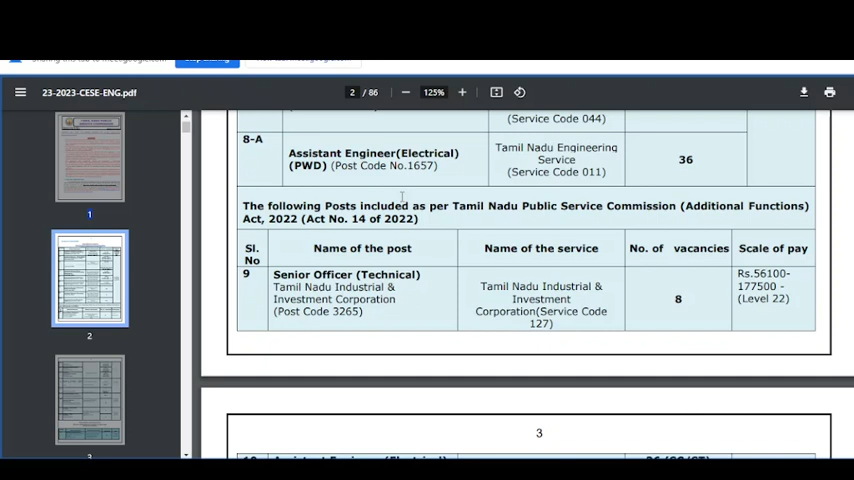 23-2023-CESE-ENG.pdf
2 / 86
125%
1
2
3
(Service Code 044)
8-A
Assistant Engineer(Electrical)
(PWD) (Post Code No.1657)
Tamil Nadu Engineering
Service
(Service Code 011)
36
The following Posts included as per Tamil Nadu Public Service Commission (Additional Functions)
Act, 2022 (Act No. 14 of 2022)
Sl.
No
Name of the post
Name of the service
No. of vacancies
Scale of pay
9
Senior Officer (Technical)
Tamil Nadu Industrial &
Investment Corporation
(Post Code 3265)
Tamil Nadu Industrial &
Investment
Corporation(Service Code
127)
8
Rs.56100-
177500 -
(Level 22)
3